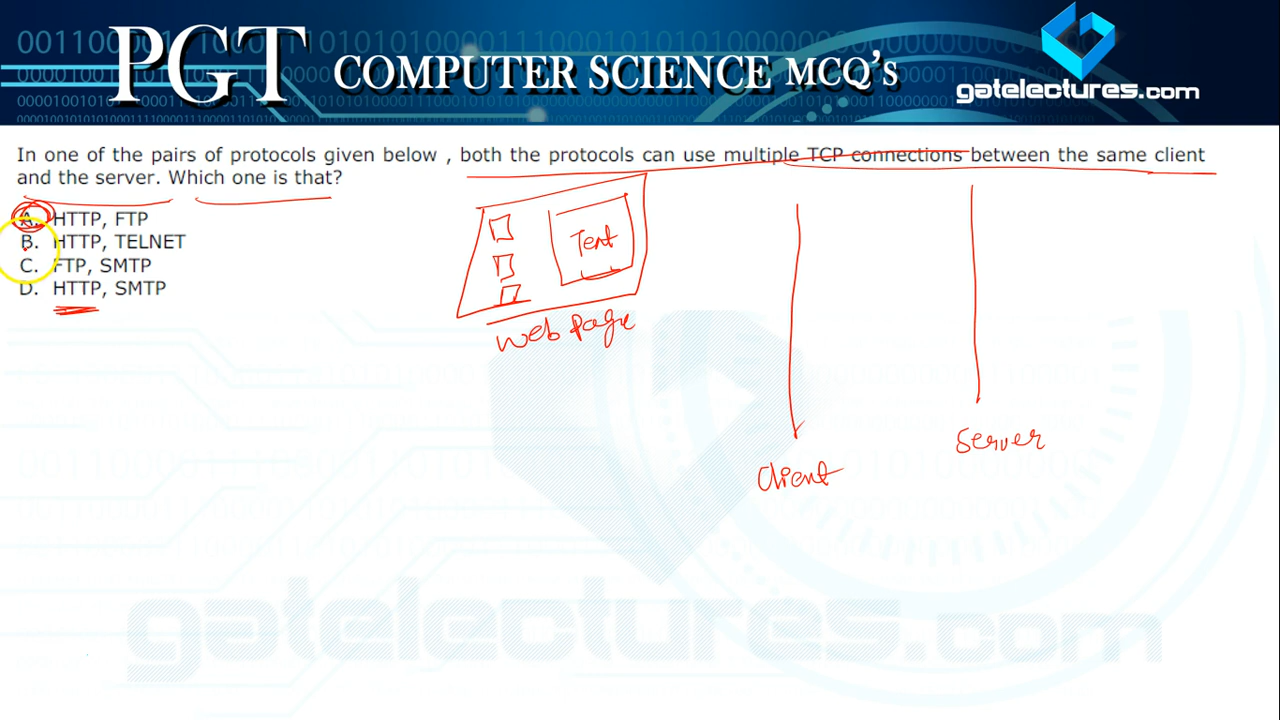 PGT COMPUTER SCIENCE MCQ's
gatelectures.com
In one of the pairs of protocols given below , both the protocols can use multiple TCP connections between the same client
and the server. Which one is that?
A. HTTP, FTP
B. HTTP, TELNET
C. FTP, SMTP
D. HTTP, SMTP
Text
web page
Client
Server
gatelectures.com